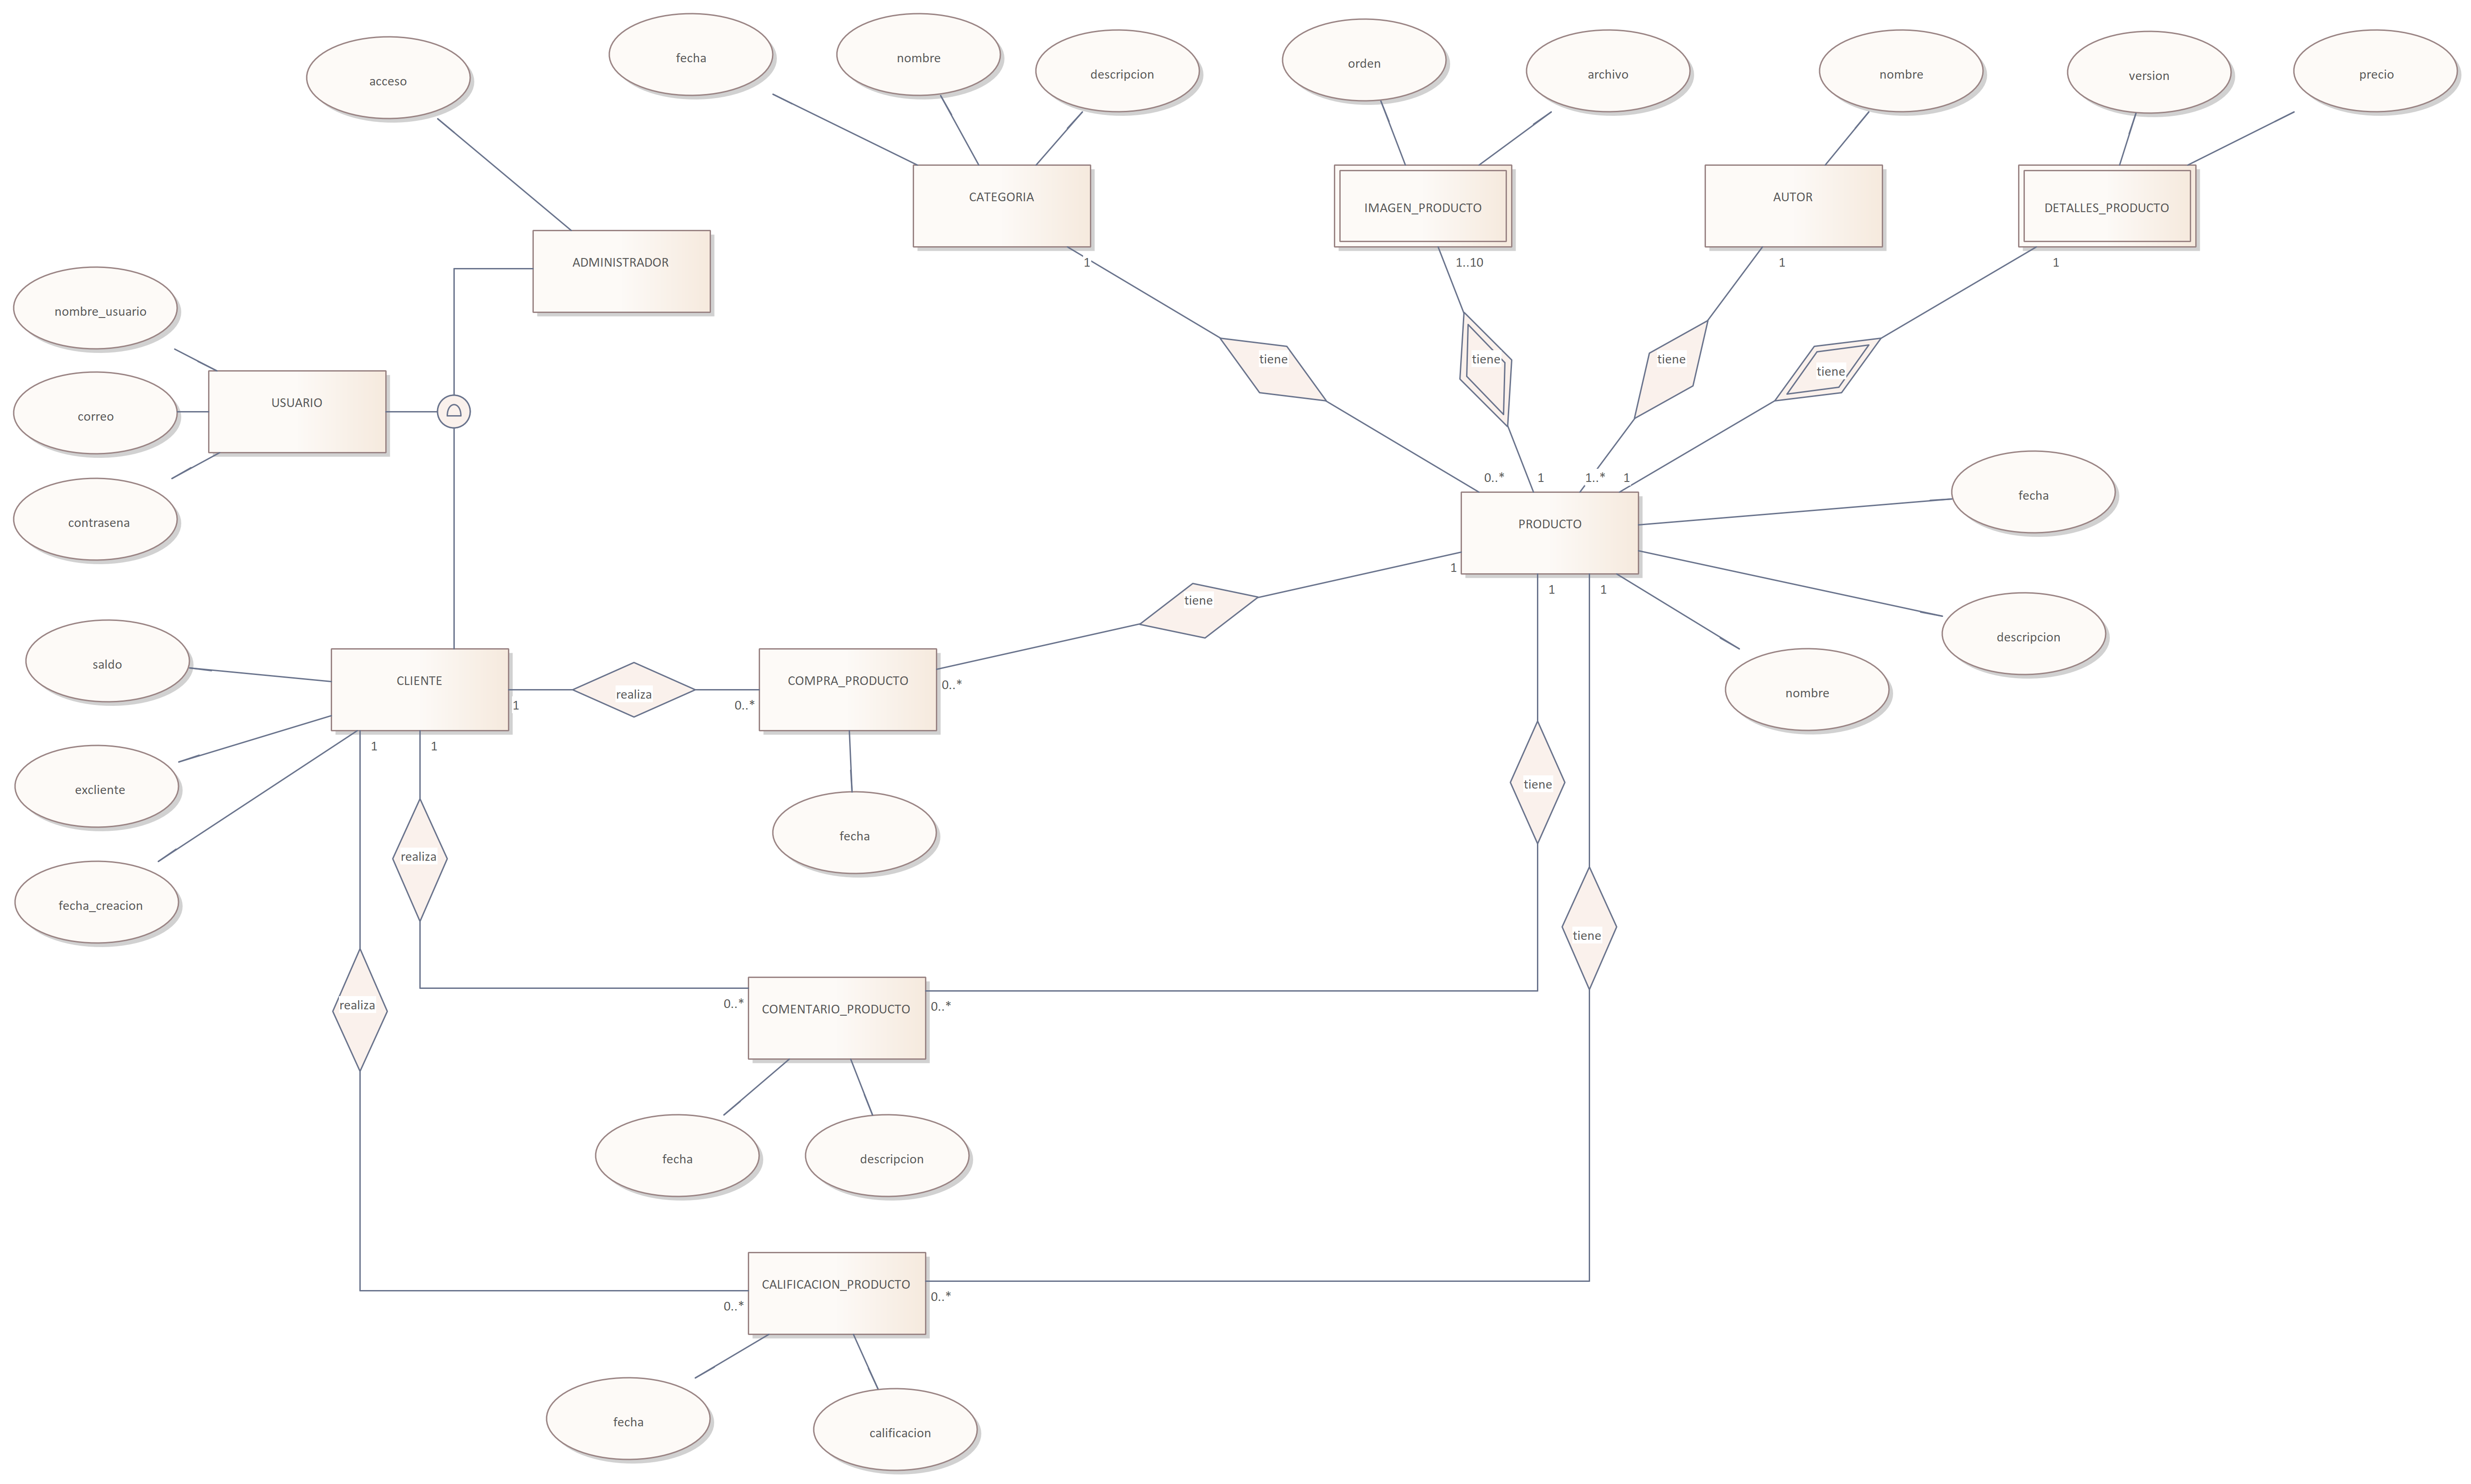 fecha
nombre
descripcion
orden
archivo
nombre
version
precio
acceso
CATEGORIA
IMAGEN_PRODUCTO
AUTOR
DETALLES_PRODUCTO
ADMINISTRADOR
1
1..10
1
1
nombre_usuario
tiene
tiene
tiene
tiene
USUARIO
correo
0..*
1
1..*
1
fecha
contrasena
PRODUCTO
1
1
1
tiene
descripcion
saldo
CLIENTE
realiza
COMPRA_PRODUCTO
0..*
nombre
1
0..*
1
1
excliente
tiene
fecha
realiza
fecha_creacion
tiene
realiza
0..*
COMENTARIO_PRODUCTO
0..*
fecha
descripcion
CALIFICACION_PRODUCTO
0..*
0..*
fecha
calificacion